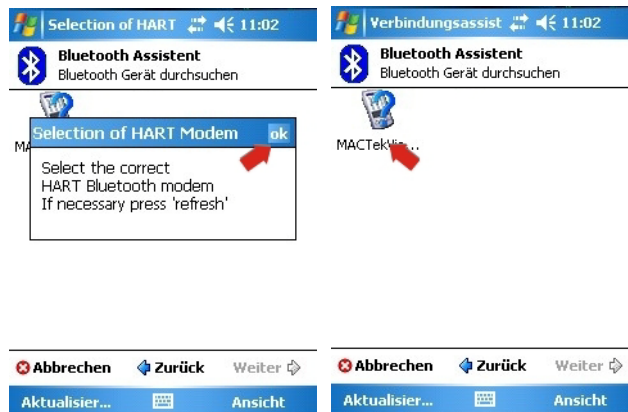 Selection of HART 11:02
Bluetooth Assistent
Bluetooth Gerät durchsuchen
Selection of HART Modem ok
Select the correct
HART Bluetooth modem
If necessary press 'refresh'
Abbrechen Zurück Weiter
Aktualisier... Ansicht
Verbindungsassist 11:02
Bluetooth Assistent
Bluetooth Gerät durchsuchen
Abbrechen Zurück Weiter
Aktualisier... Ansicht